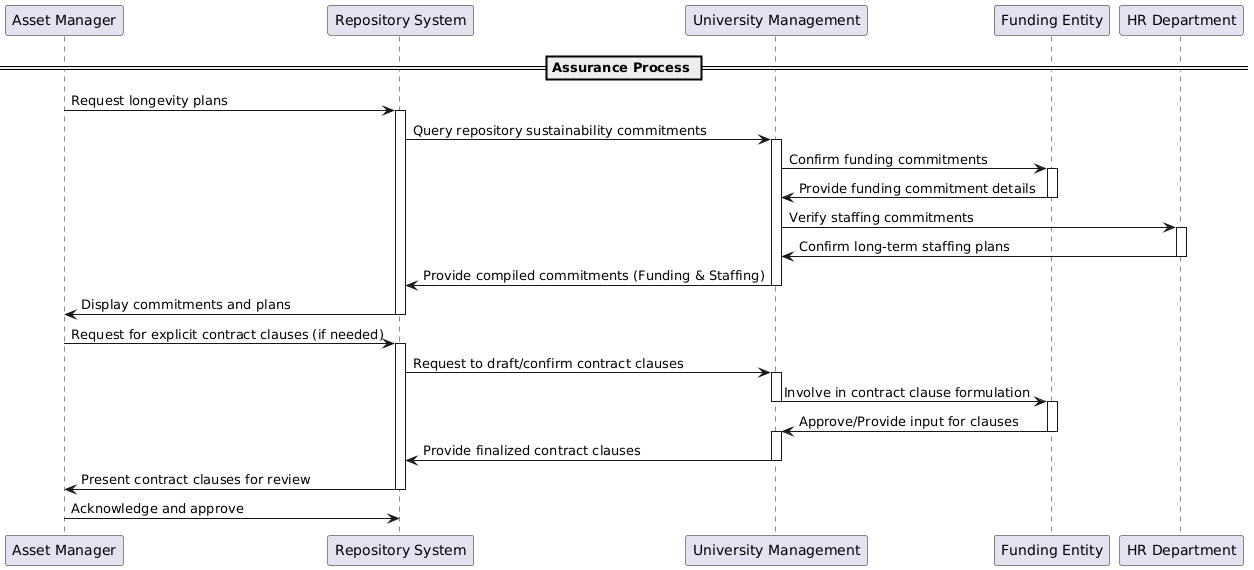 Asset Manager
Repository System
University Management
Funding Entity
HR Department
Assurance Process
Request longevity plans
Query repository sustainability commitments
Confirm funding commitments
Provide funding commitment details
Verify staffing commitments
Confirm long-term staffing plans
Provide compiled commitments (Funding & Staffing)
Display commitments and plans
Request for explicit contract clauses (if needed)
Request to draft/confirm contract clauses
Involve in contract clause formulation
Approve/Provide input for clauses
Provide finalized contract clauses
Present contract clauses for review
Acknowledge and approve
Asset Manager
Repository System
University Management
Funding Entity
HR Department